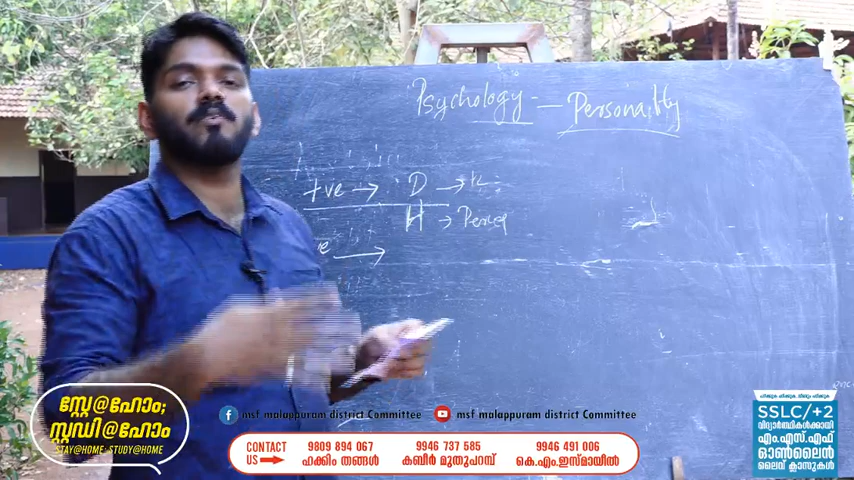 Psychology - Personality
+ve → D →
H → Pencil
ve →
സ്റ്റേ@ഹോം;
സ്റ്റഡി@ഹോം
STAY@HOME; STUDY@HOME
msf malappuram district Committee msf malappuram district Committee
CONTACT US
9809 894 067
ഹക്കിം തങ്ങൾ
9946 737 585
കബീർ മുതുപറമ്പ്
9946 491 006
കെ.എം.ഇസ്മായീൽ
SSLC/+2
വിദ്യാർത്ഥികൾക്കായി
എം.എസ്.എഫ്
ഓൺലൈൻ
ലൈവ് ക്ലാസുകൾ